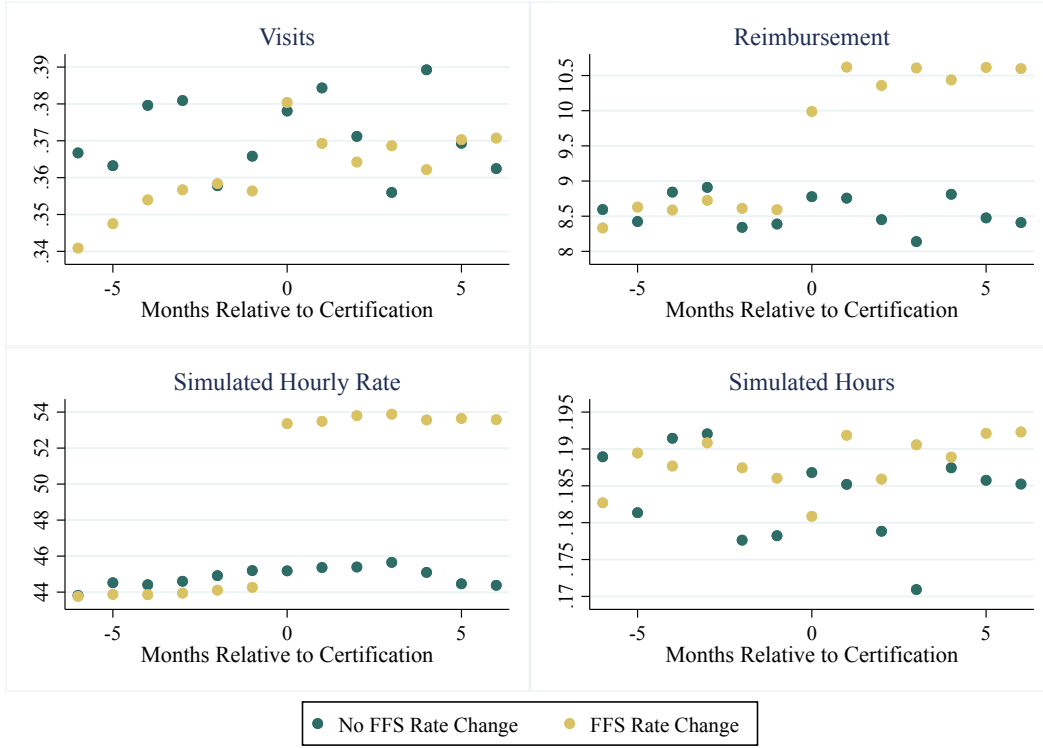 Visits
.39
.38
.37
.36
.35
.34
-5 0 5
Months Relative to Certification
Reimbursement
10.5
10
9.5
9
8.5
8
-5 0 5
Months Relative to Certification
Simulated Hourly Rate
54
52
50
48
46
44
-5 0 5
Months Relative to Certification
Simulated Hours
.195
.19
.185
.18
.175
.17
-5 0 5
Months Relative to Certification
No FFS Rate Change FFS Rate Change